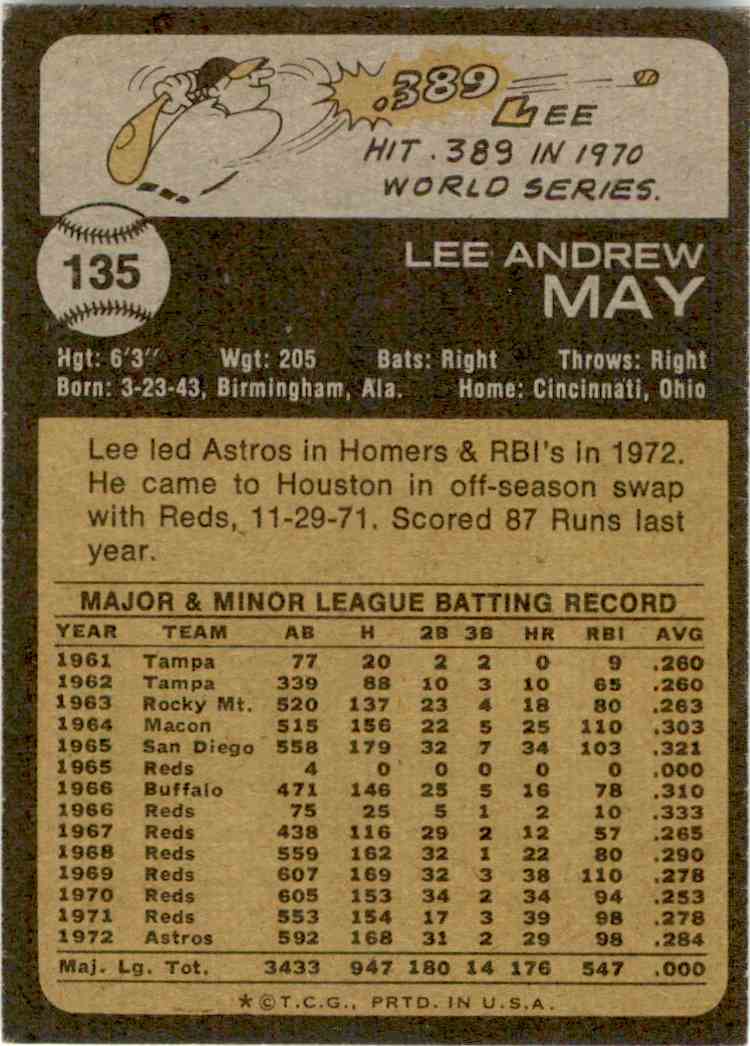 .389
LEE
HIT .389 IN 1970
WORLD SERIES.
135
LEE ANDREW
MAY
Hgt: 6'3" Wgt: 205 Bats: Right Throws: Right
Born: 3-23-43, Birmingham, Ala. Home: Cincinnati, Ohio
Lee led Astros in Homers & RBI's in 1972.
He came to Houston in off-season swap
with Reds, 11-29-71. Scored 87 Runs last
year.
MAJOR & MINOR LEAGUE BATTING RECORD
YEAR TEAM AB H 2B 3B HR RBI AVG
1961 Tampa 77 20 2 2 0 9 .260
1962 Tampa 339 88 10 3 10 65 .260
1963 Rocky Mt. 520 137 23 4 18 80 .263
1964 Macon 515 156 22 5 25 110 .303
1965 San Diego 558 179 32 7 34 103 .321
1965 Reds 4 0 0 0 0 0 .000
1966 Buffalo 471 146 25 5 16 78 .310
1966 Reds 75 25 5 1 2 10 .333
1967 Reds 438 116 29 2 12 57 .265
1968 Reds 559 162 32 1 22 80 .290
1969 Reds 607 169 32 3 38 110 .278
1970 Reds 605 153 34 2 34 94 .253
1971 Reds 553 154 17 3 39 98 .278
1972 Astros 592 168 31 2 29 98 .284
Maj. Lg. Tot. 3433 947 180 14 176 547 .000
*©T.C.G., PRTD. IN U.S.A.